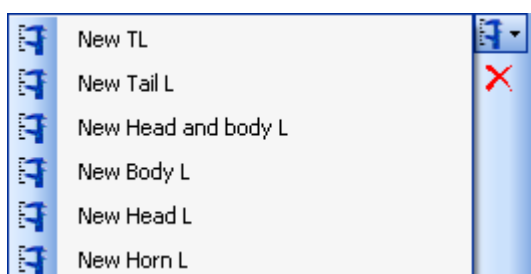 New TL
New Tail L
New Head and body L
New Body L
New Head L
New Horn L